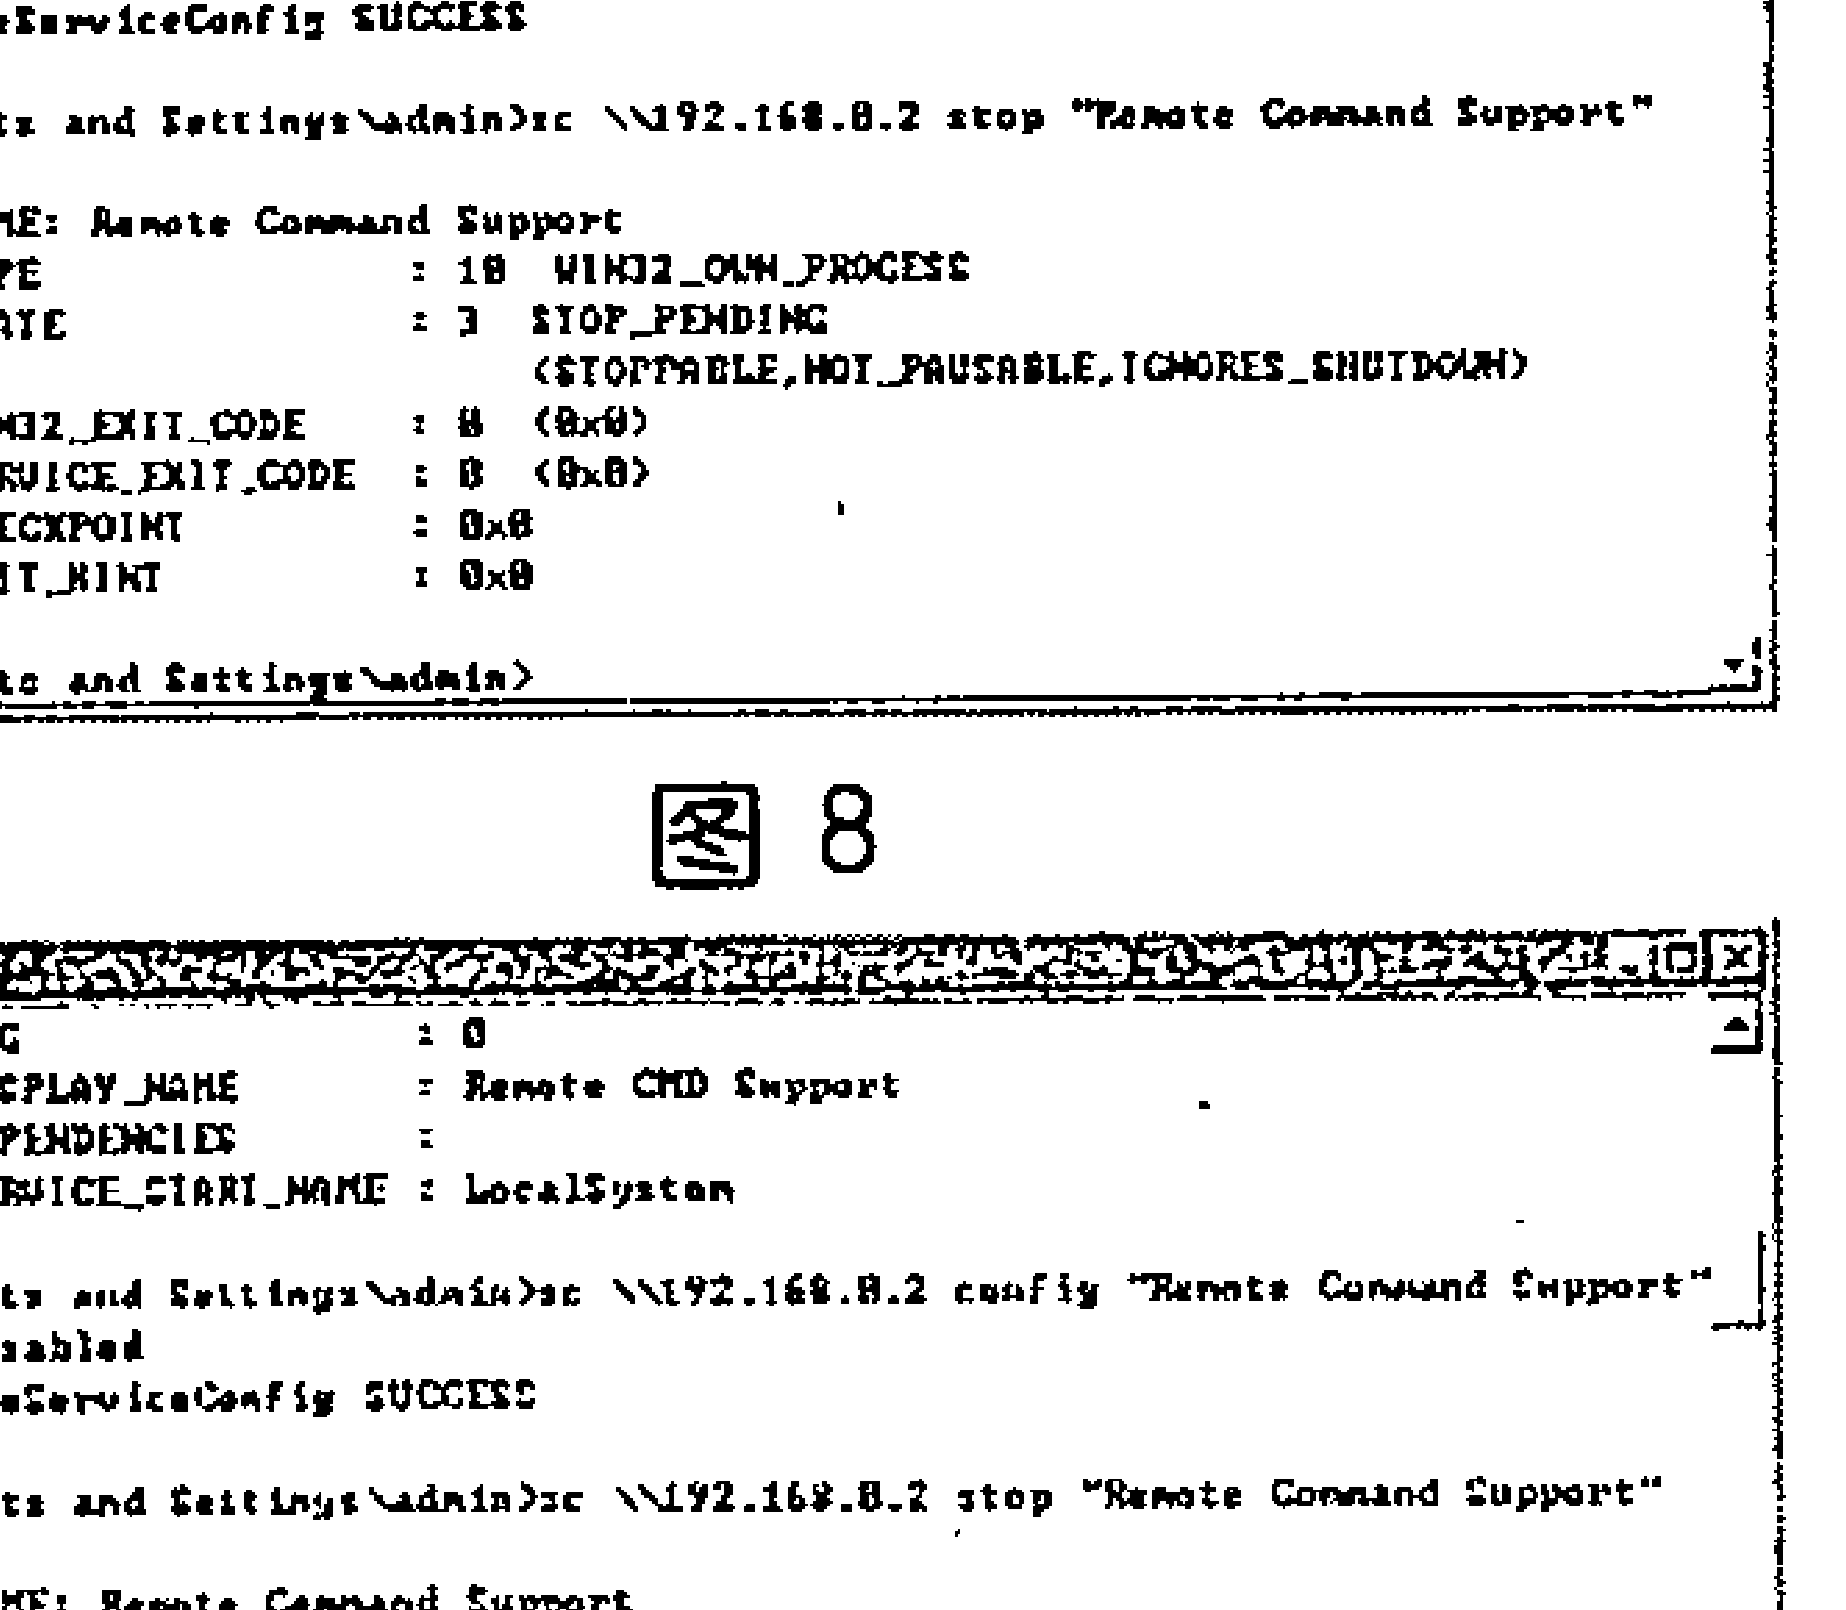 eServiceConfig SUCCESS
ts and Settings\admin>sc \\192.168.0.2 stop "Remote Command Support"
ME: Remote Command Support
PE : 10 WIN32_OWN_PROCESS
ATE : 3 STOP_PENDING
(STOPPABLE,NOT_PAUSABLE,IGNORES_SHUTDOWN)
N32_EXIT_CODE : 0 (0x0)
RVICE_EXIT_CODE : 0 (0x0)
ECKPOINT : 0x0
IT_HINT : 0x0
ts and Settings\admin>
图 8
G : 0
SPLAY_NAME : Remote CMD Support
PENDENCIES :
RVICE_START_NAME : LocalSystem
ts and Settings\admin>sc \\192.168.0.2 config "Remote Command Support"
sabled
eServiceConfig SUCCESS
ts and Settings\admin>sc \\192.168.0.2 stop "Remote Command Support"
ME: Remote Command Support